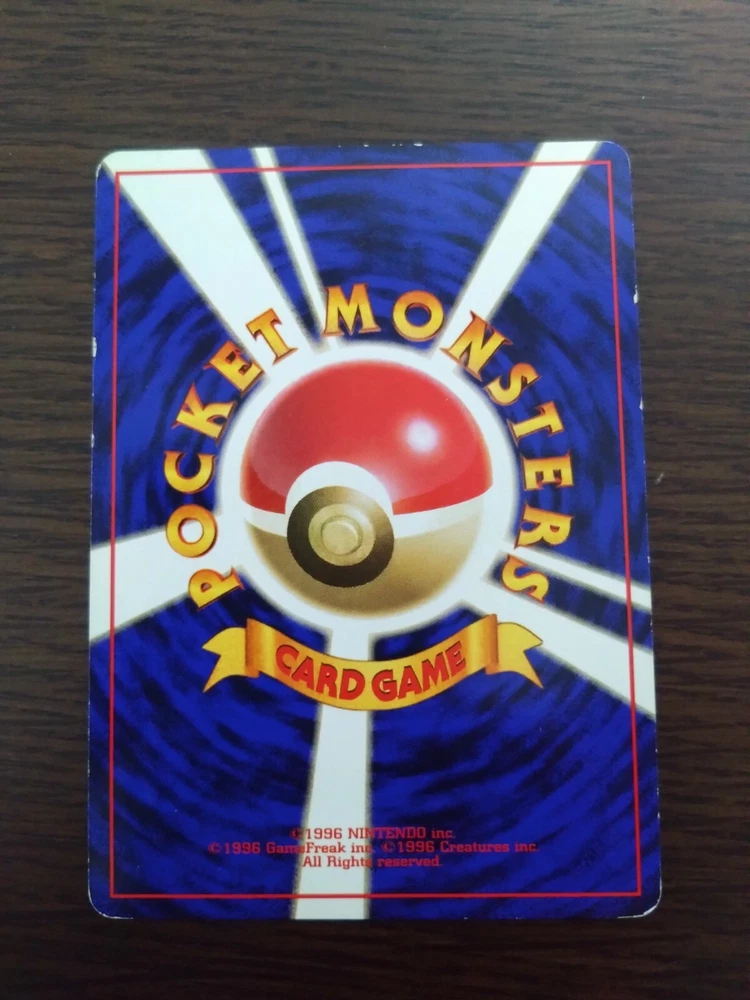 POCKET MONSTERS
CARD GAME
©1996 NINTENDO inc.
©1996 GameFreak inc. ©1996 Creatures inc.
All Rights reserved.